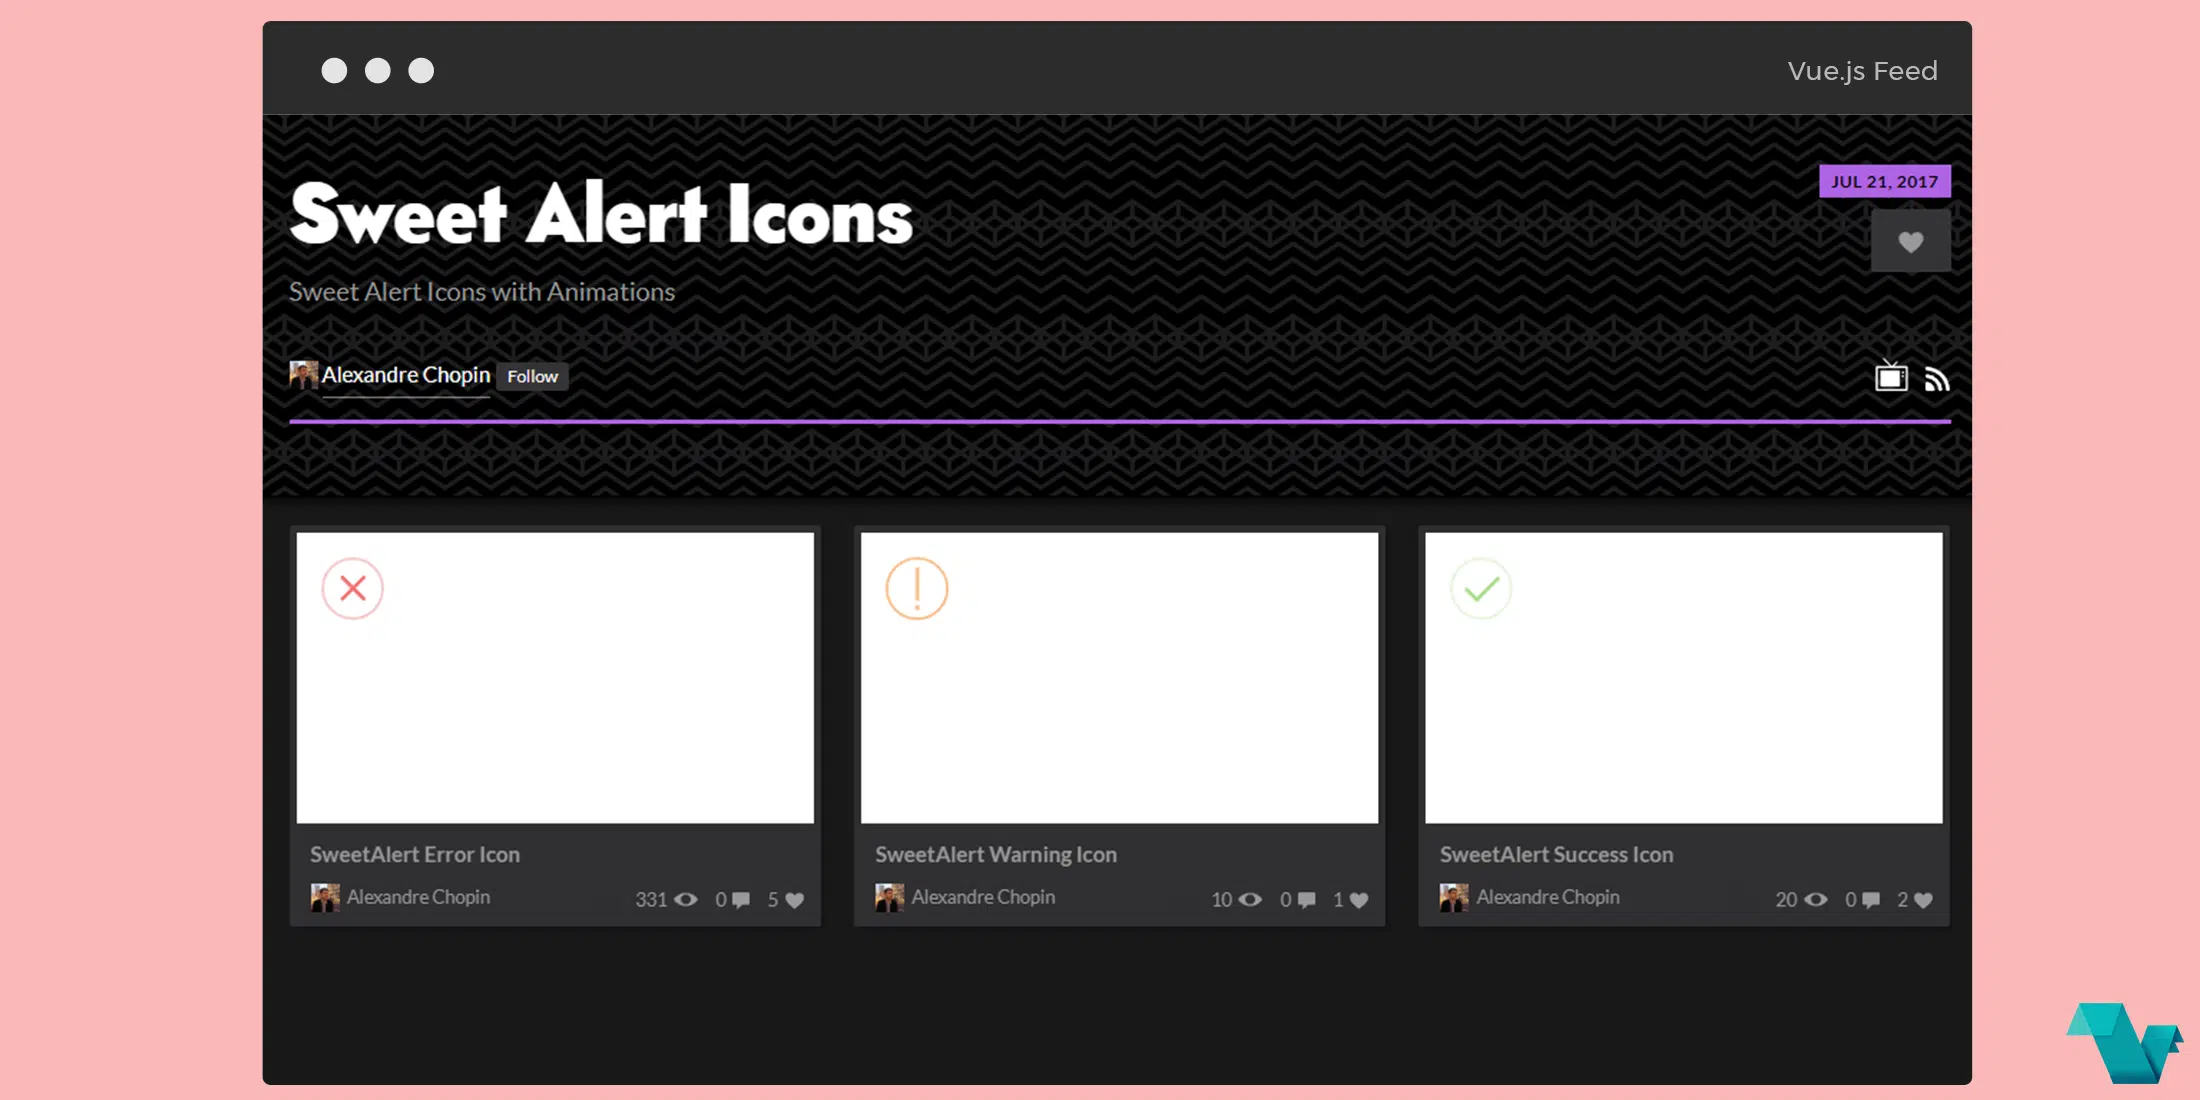 Vue.js Feed
Sweet Alert Icons
JUL 21, 2017
Sweet Alert Icons with Animations
Alexandre Chopin Follow
SweetAlert Error Icon
Alexandre Chopin 331 0 5
SweetAlert Warning Icon
Alexandre Chopin 10 0 1
SweetAlert Success Icon
Alexandre Chopin 20 0 2